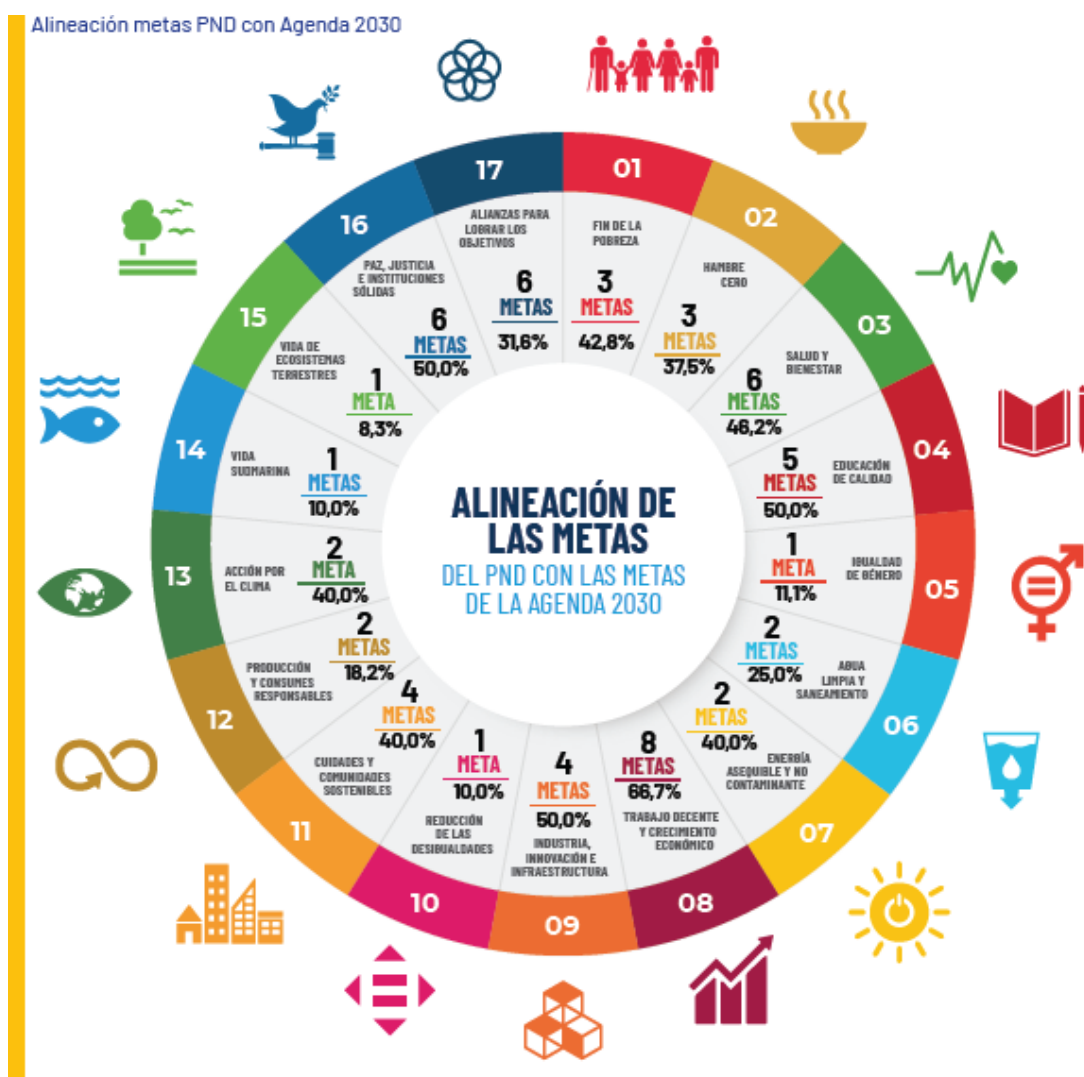 Alineación metas PND con Agenda 2030
17
ALIANZAS PARA
LOGRAR LOS
OBJETIVOS
6
METAS
31,6%
01
FIN DE LA
POBREZA
3
METAS
42,8%
02
HAMBRE
CERO
3
METAS
37,5%
03
SALUD Y
BIENESTAR
6
METAS
46,2%
04
EDUCACIÓN
DE CALIDAD
5
METAS
50,0%
05
IGUALDAD
DE GÉNERO
1
META
11,1%
06
AGUA
LIMPIA Y
SANEAMIENTO
2
METAS
25,0%
07
ENERGÍA
ASEQUIBLE Y NO
CONTAMINANTE
2
METAS
40,0%
08
8
METAS
66,7%
TRABAJO DECENTE
Y CRECIMIENTO
ECONÓMICO
09
4
METAS
50,0%
INDUSTRIA,
INNOVACIÓN E
INFRAESTRUCTURA
10
1
META
10,0%
REDUCCIÓN
DE LAS
DESIGUALDADES
11
4
METAS
40,0%
CUIDADES Y
COMUNIDADES
SOSTENIBLES
12
2
METAS
18,2%
PRODUCCIÓN
Y CONSUMES
RESPONSABLES
13
ACCIÓN POR
EL CLIMA
2
META
40,0%
14
VIDA
SUDMARINA
1
METAS
10,0%
15
VIDA DE
ECOSISTEMAS
TERRESTRES
1
META
8,3%
16
PAZ, JUSTICIA
E INSTITUCIONES
SÓLIDAS
6
METAS
50,0%
ALINEACIÓN DE
LAS METAS
DEL PND CON LAS METAS
DE LA AGENDA 2030